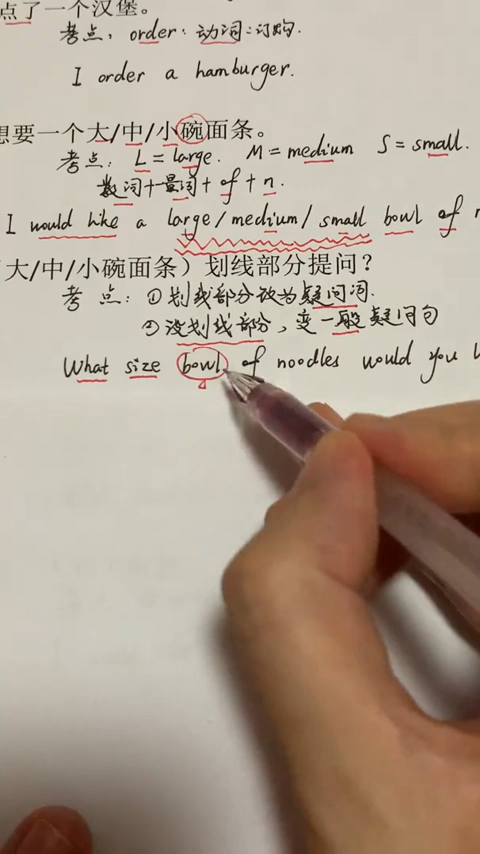 点了一个汉堡。
考点：order：动词：订购.
I order a hamburger.
想要一个大/中/小碗面条。
考点：L=large. M=medium S=small.
数词+量词+of+n.
I would like a large/medium/small bowl of
（大/中/小碗面条）划线部分提问？
考点：①划线部分改为疑问词.
②没划线部分，变一般疑问句
What size bowl of noodles would you